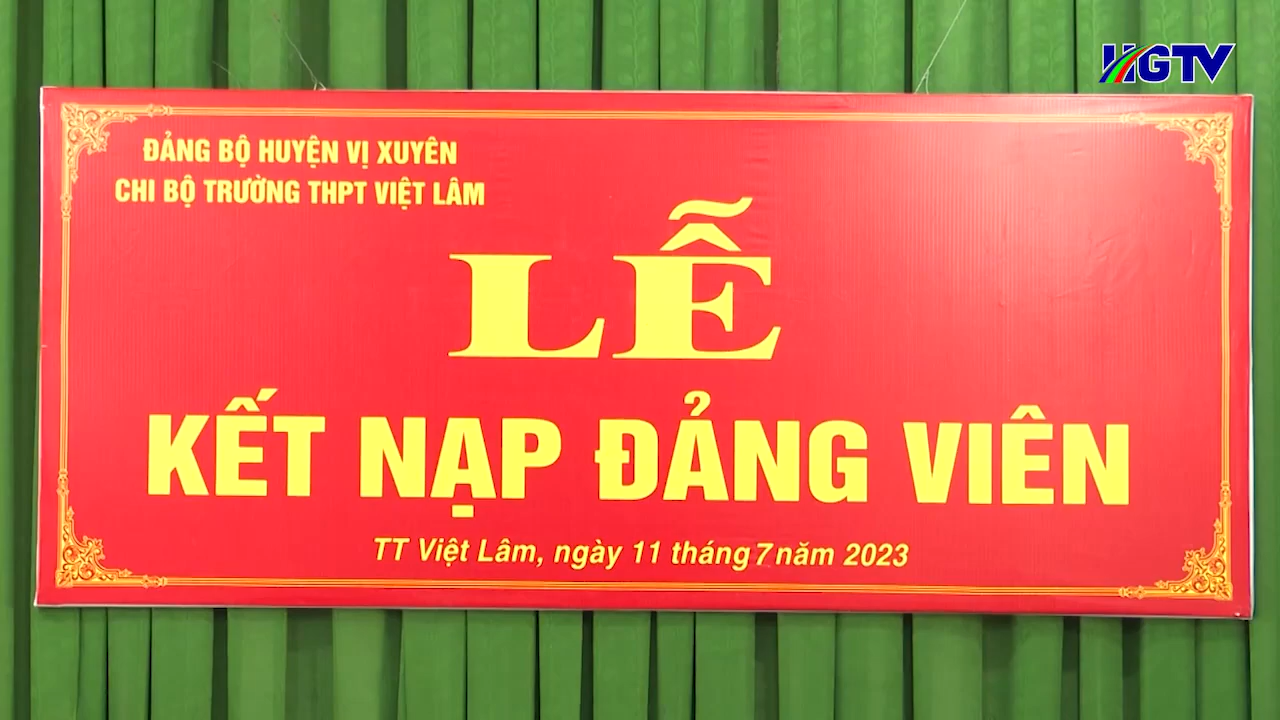 HGTV
ĐẢNG BỘ HUYỆN VỊ XUYÊN
CHI BỘ TRƯỜNG THPT VIỆT LÂM
LỄ
KẾT NẠP ĐẢNG VIÊN
TT Việt Lâm, ngày 11 tháng 7 năm 2023